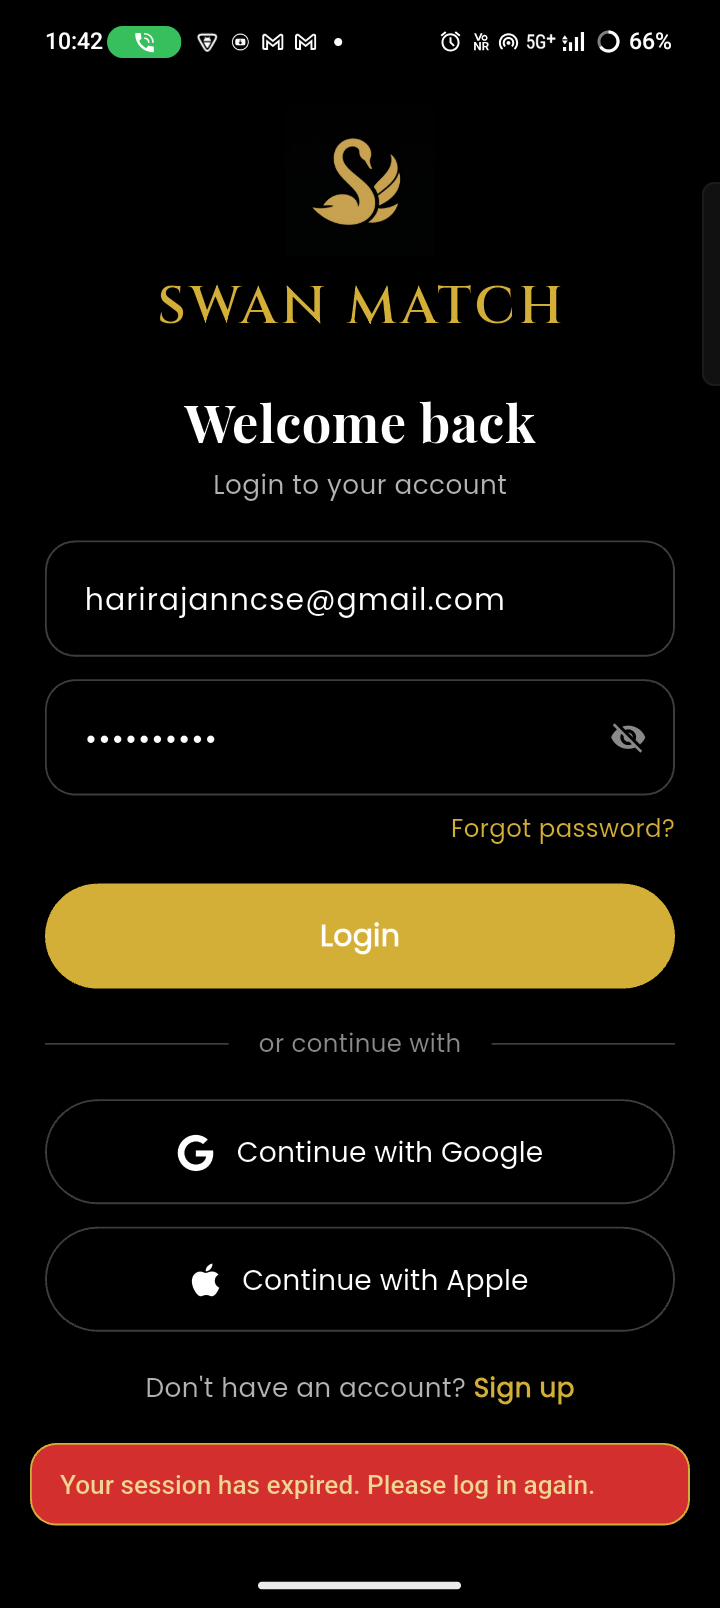 10:42 VoNR 5G+ 66%
SWAN MATCH
Welcome back
Login to your account
harirajanncse@gmail.com
••••••••••
Forgot password?
Login
or continue with
Continue with Google
Continue with Apple
Don't have an account? Sign up
Your session has expired. Please log in again.